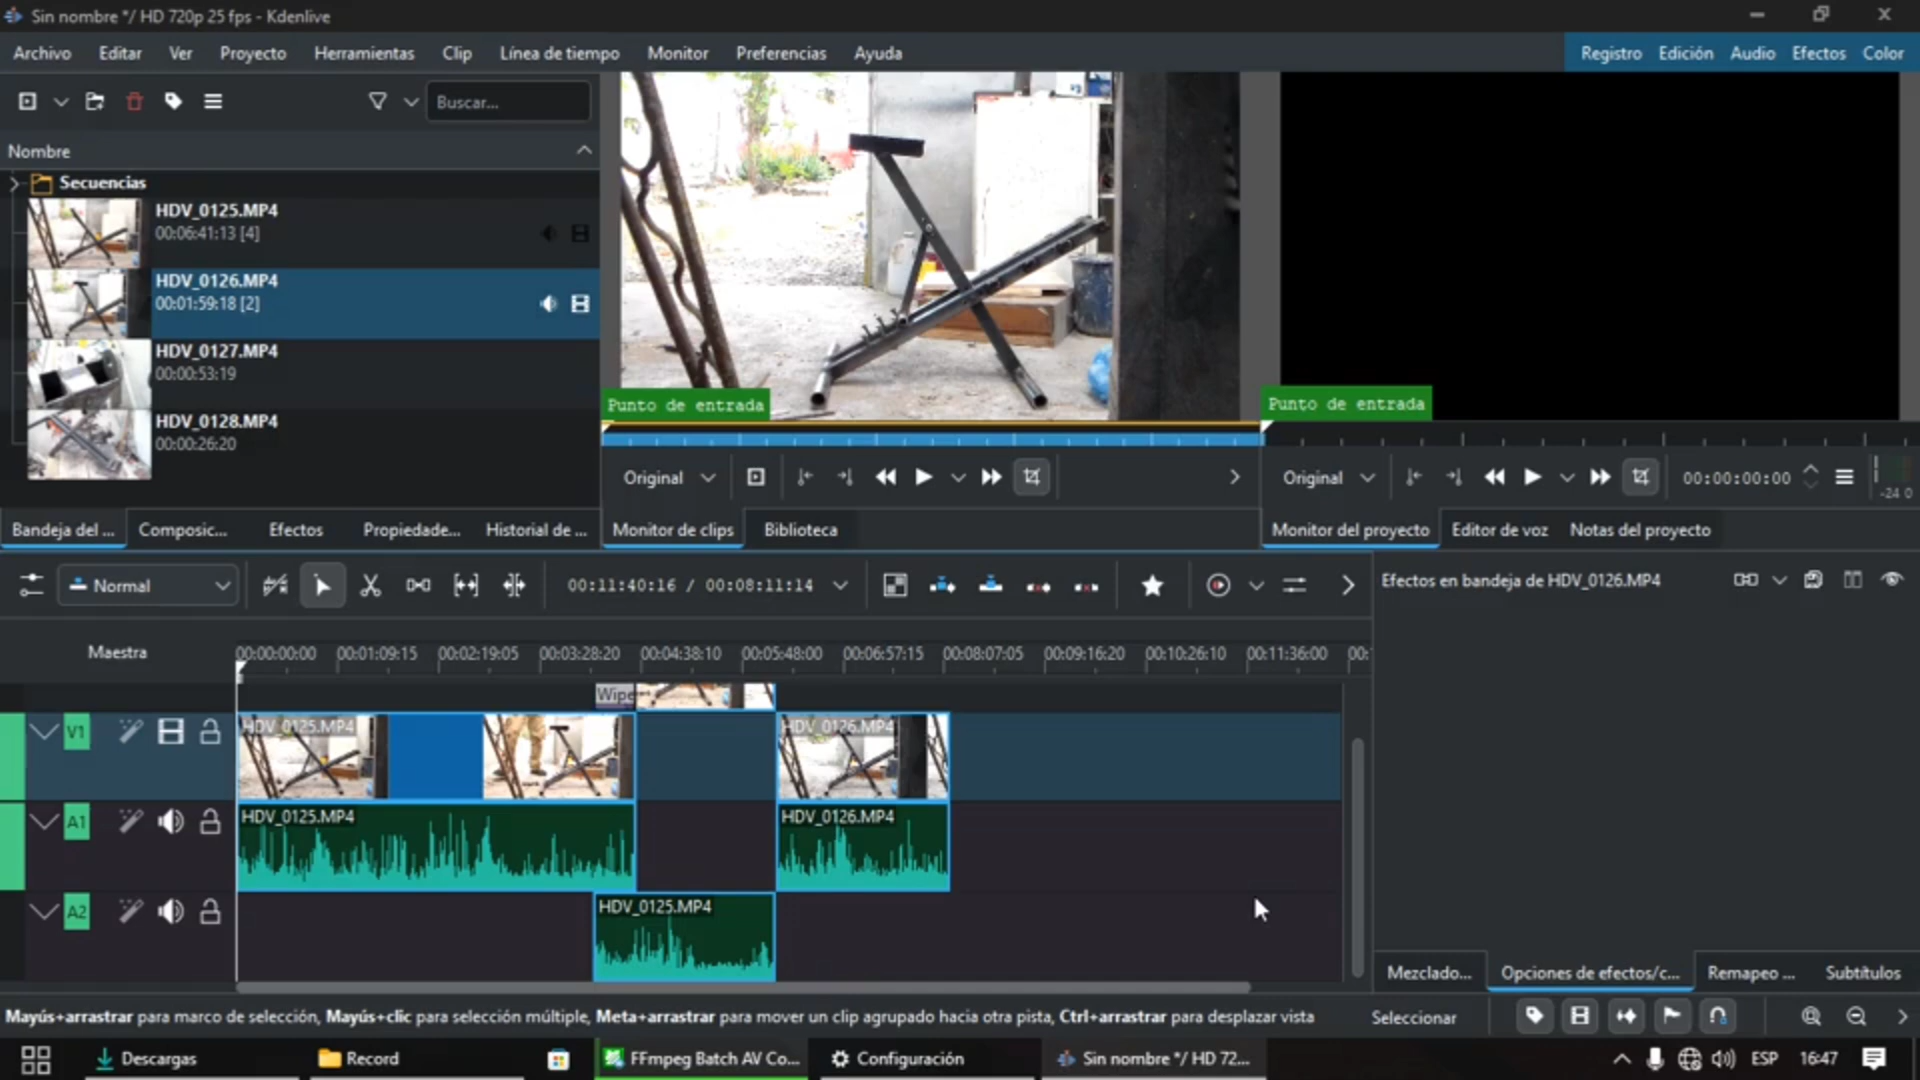 Sin nombre */ HD 720p 25 fps - Kdenlive
Archivo Editar Ver Proyecto Herramientas Clip Línea de tiempo Monitor Preferencias Ayuda
Registro Edición Audio Efectos Color
Buscar...
Nombre
Secuencias
HDV_0125.MP4
00:06:41:13 [4]
HDV_0126.MP4
00:01:59:18 [2]
HDV_0127.MP4
00:00:53:19
HDV_0128.MP4
00:00:26:20
Punto de entrada
Punto de entrada
Original
Original 00:00:00:00
-24 0
Bandeja del ... Composic... Efectos Propiedade... Historial de ...
Monitor de clips Biblioteca
Monitor del proyecto Editor de voz Notas del proyecto
Normal 00:11:40:16 / 00:08:11:14
Efectos en bandeja de HDV_0126.MP4
Maestra
00:00:00:00 00:01:09:15 00:02:19:05 00:03:28:20 00:04:38:10 00:05:48:00 00:06:57:15 00:08:07:05 00:09:16:20 00:10:26:10 00:11:36:00 00:
Wipe
V1 HDV_0125.MP4 HDV_0126.MP4
A1 HDV_0125.MP4 HDV_0126.MP4
A2 HDV_0125.MP4
Mezclado... Opciones de efectos/c... Remapeo ... Subtítulos
Mayús+arrastrar para marco de selección, Mayús+clic para selección múltiple, Meta+arrastrar para mover un clip agrupado hacia otra pista, Ctrl+arrastrar para desplazar vista
Seleccionar
Descargas Record FFmpeg Batch AV Co... Configuración Sin nombre */ HD 72... ESP 16:47